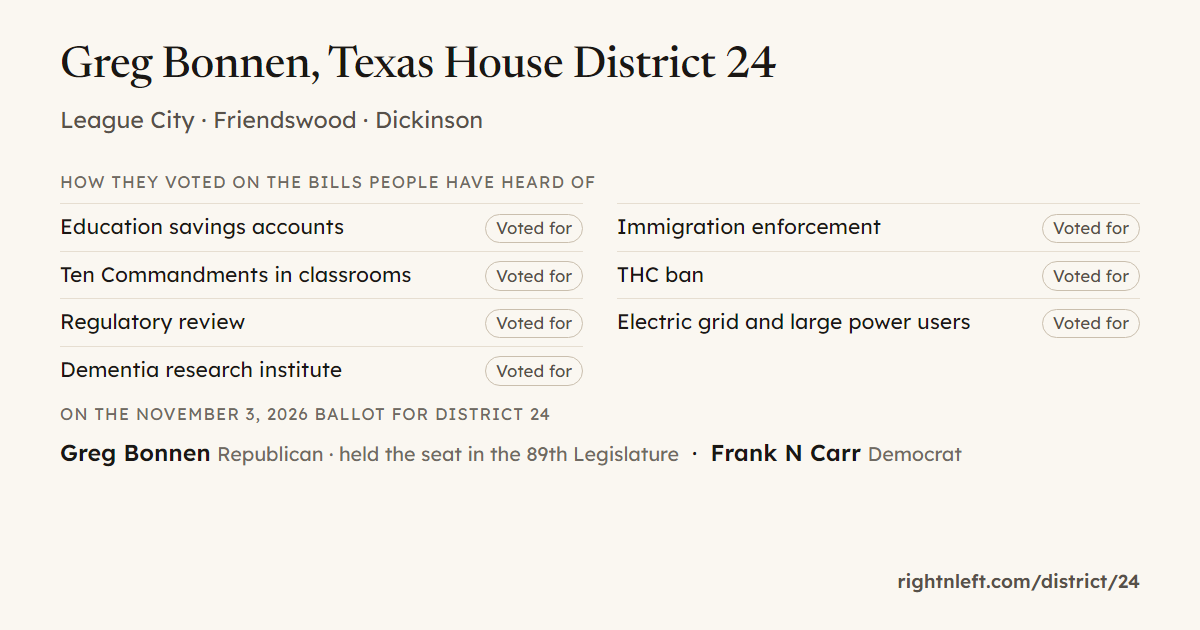 Greg Bonnen, Texas House District 24
League City · Friendswood · Dickinson
HOW THEY VOTED ON THE BILLS PEOPLE HAVE HEARD OF
Education savings accounts Voted for
Ten Commandments in classrooms Voted for
Regulatory review Voted for
Dementia research institute Voted for
Immigration enforcement Voted for
THC ban Voted for
Electric grid and large power users Voted for
ON THE NOVEMBER 3, 2026 BALLOT FOR DISTRICT 24
Greg Bonnen Republican · held the seat in the 89th Legislature · Frank N Carr Democrat
rightnleft.com/district/24